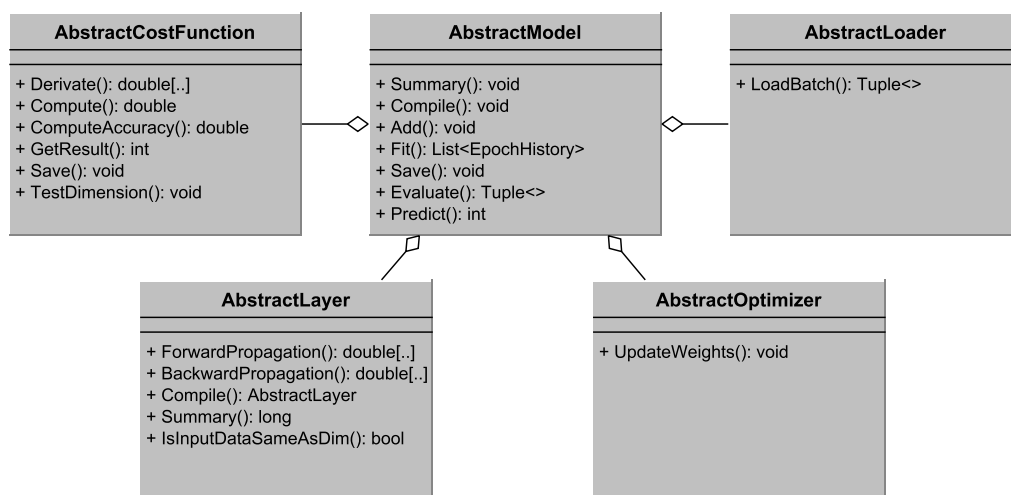 AbstractCostFunction
+ Derivate(): double[..]
+ Compute(): double
+ ComputeAccuracy(): double
+ GetResult(): int
+ Save(): void
+ TestDimension(): void
AbstractModel
+ Summary(): void
+ Compile(): void
+ Add(): void
+ Fit(): List<EpochHistory>
+ Save(): void
+ Evaluate(): Tuple<>
+ Predict(): int
AbstractLoader
+ LoadBatch(): Tuple<>
AbstractLayer
+ ForwardPropagation(): double[..]
+ BackwardPropagation(): double[..]
+ Compile(): AbstractLayer
+ Summary(): long
+ IsInputDataSameAsDim(): bool
AbstractOptimizer
+ UpdateWeights(): void